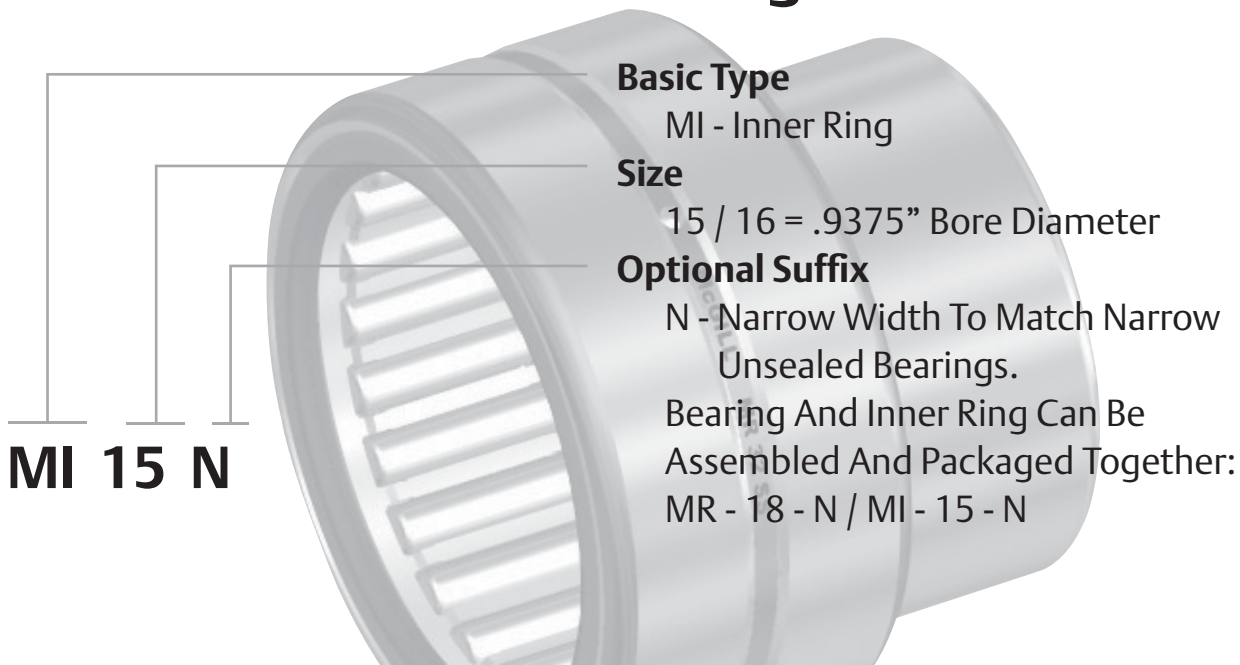 Basic Type
MI - Inner Ring
Size
15 / 16 = .9375” Bore Diameter
Optional Suffix
N - Narrow Width To Match Narrow
Unsealed Bearings.
Bearing And Inner Ring Can Be
Assembled And Packaged Together:
MR - 18 - N / MI - 15 - N
MI 15 N